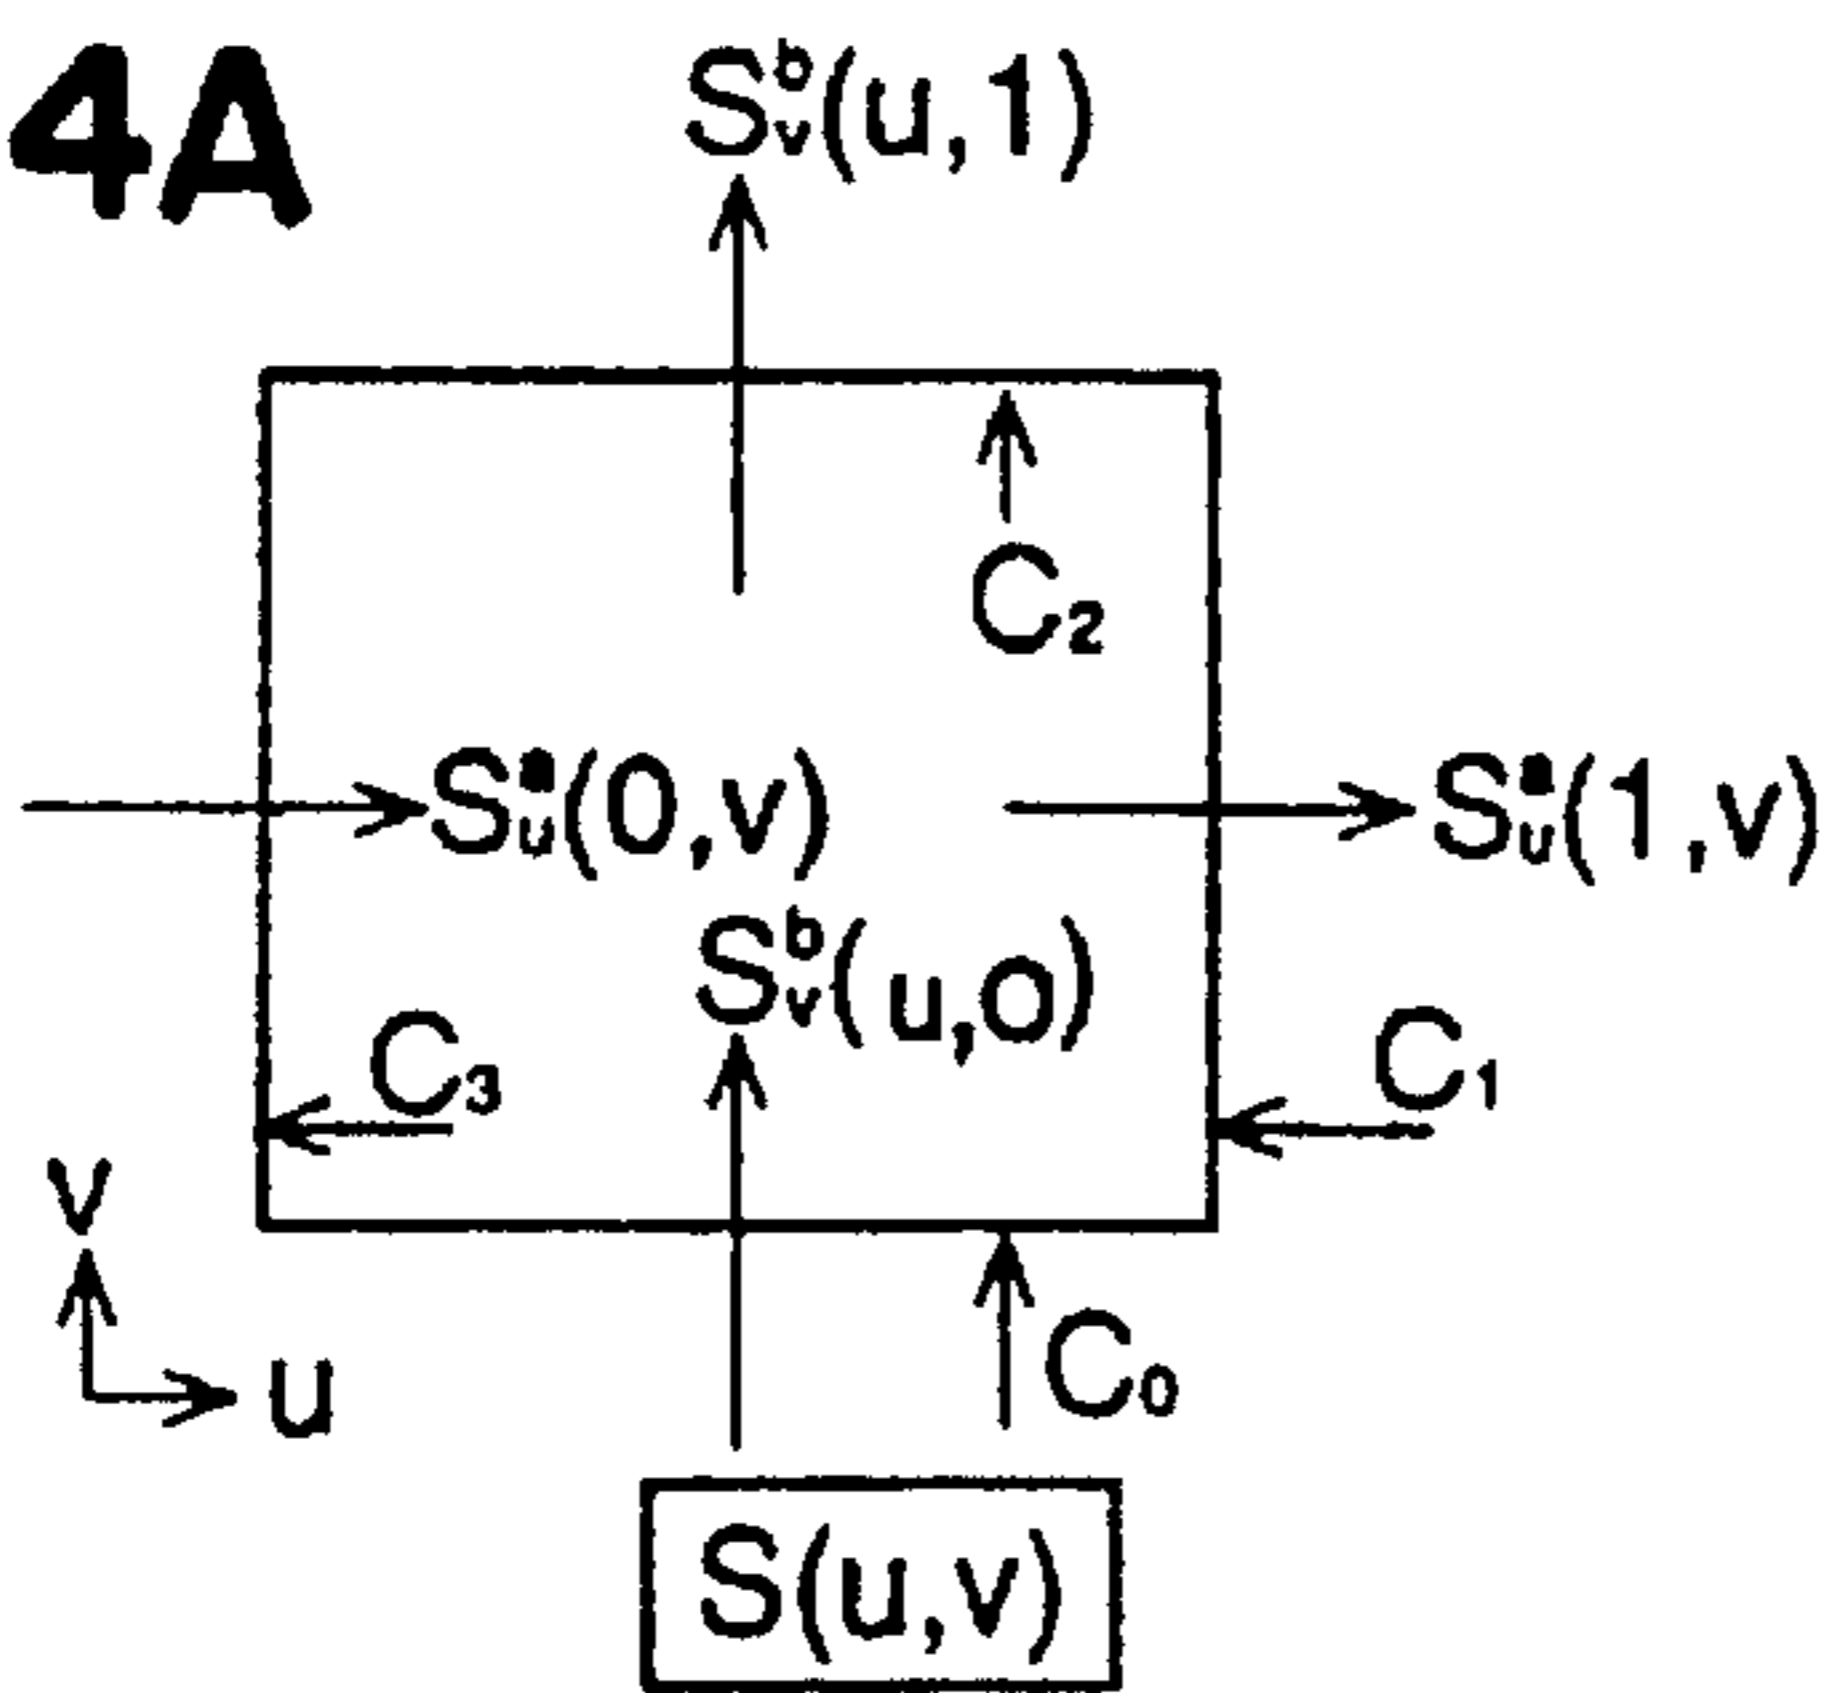 4A
S^b_v(u,1)
C2
S^a_u(0,v)
S^a_u(1,v)
S^b_v(u,0)
C3
C1
v
u
C0
S(u,v)